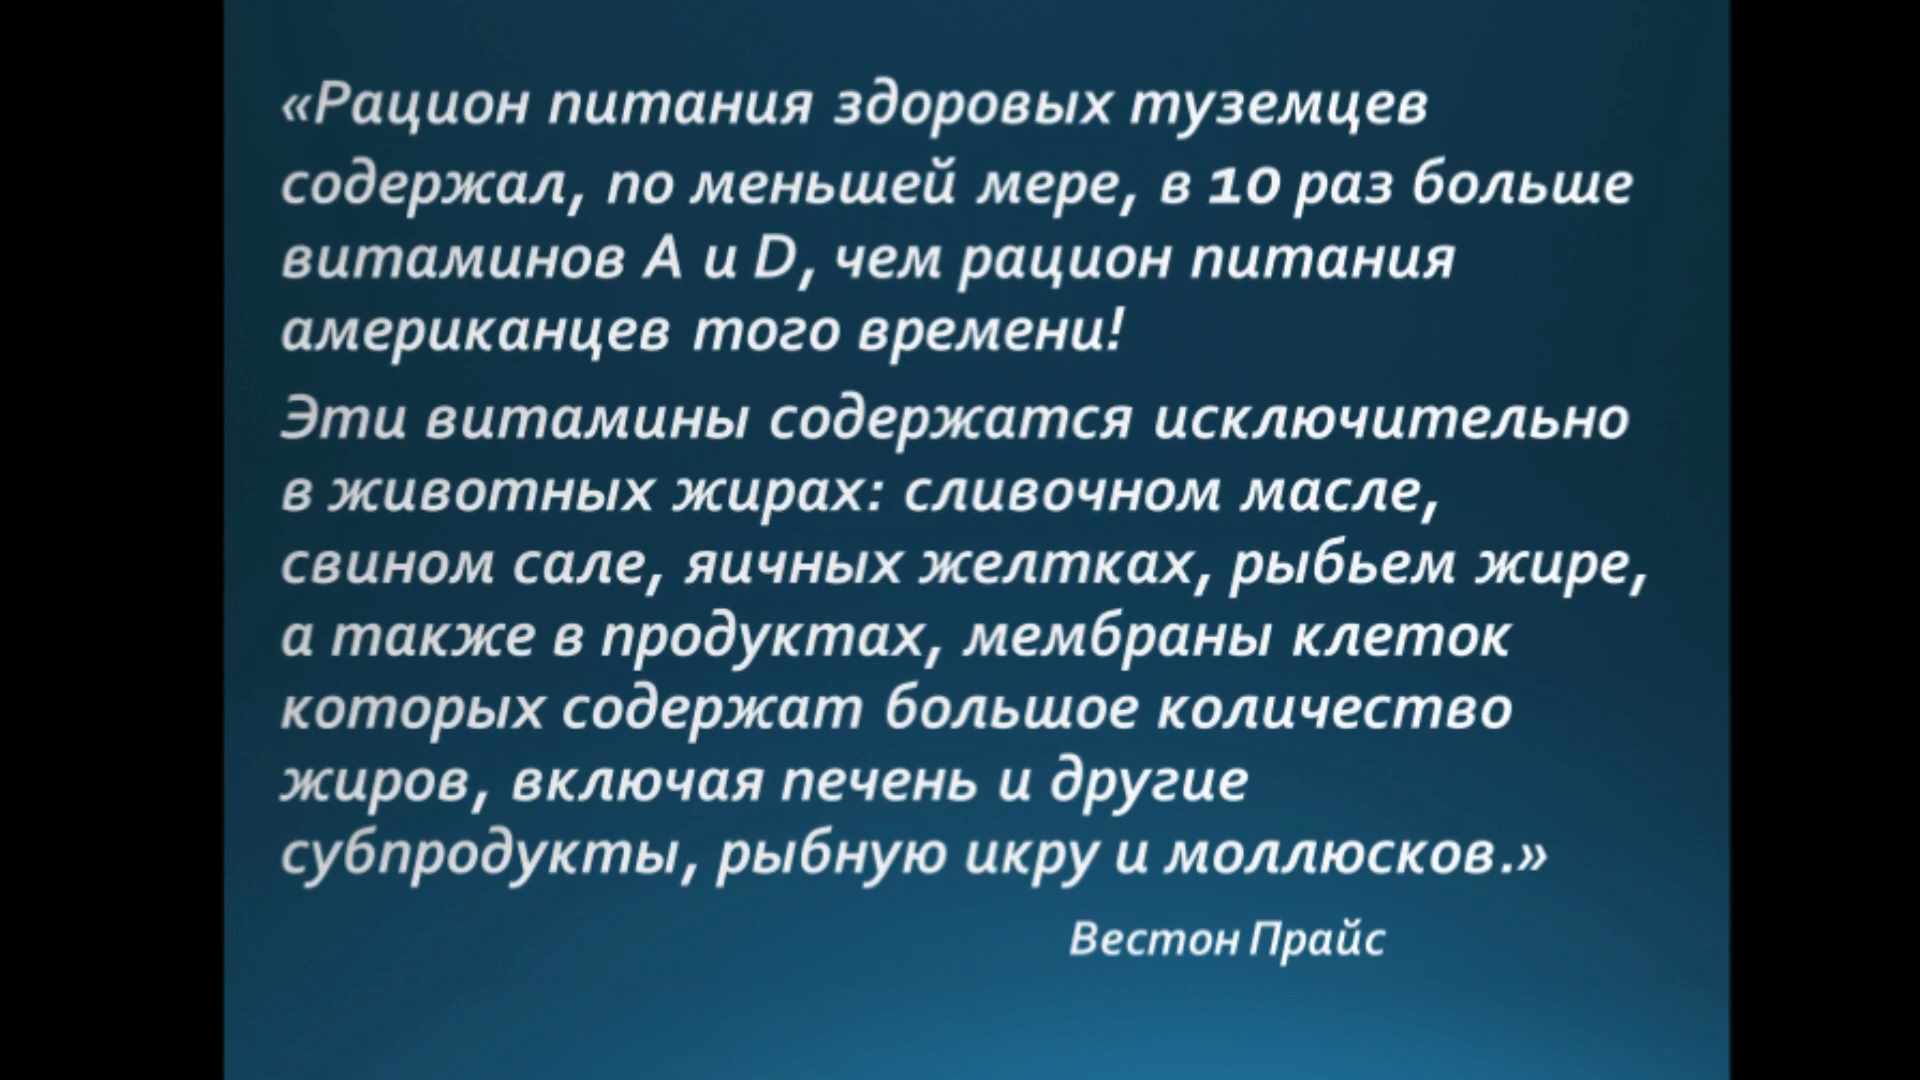 «Рацион питания здоровых туземцев
содержал, по меньшей мере, в 10 раз больше
витаминов А и D, чем рацион питания
американцев того времени!
Эти витамины содержатся исключительно
в животных жирах: сливочном масле,
свином сале, яичных желтках, рыбьем жире,
а также в продуктах, мембраны клеток
которых содержат большое количество
жиров, включая печень и другие
субпродукты, рыбную икру и моллюсков.»
Вестон Прайс